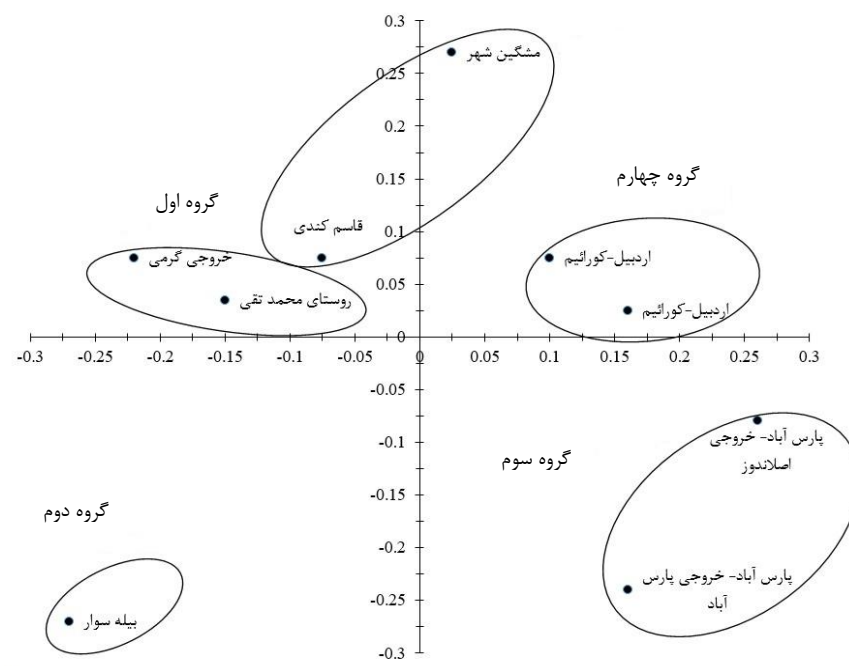 0.3
مشگین شهر
0.25
0.2
گروه چهارم
0.15
گروه اول
قاسم کندی
0.1
خروجی گرمی
اردبیل-کورائیم
0.05
روستای محمد تقی
اردبیل-کورائیم
0
-0.3 -0.25 -0.2 -0.15 -0.1 -0.05 0 0.05 0.1 0.15 0.2 0.25 0.3
-0.05
-0.1
پارس آباد- خروجی
اصلاندوز
گروه سوم
-0.15
گروه دوم
-0.2
پارس آباد- خروجی پارس
آباد
-0.25
بیله سوار
-0.3